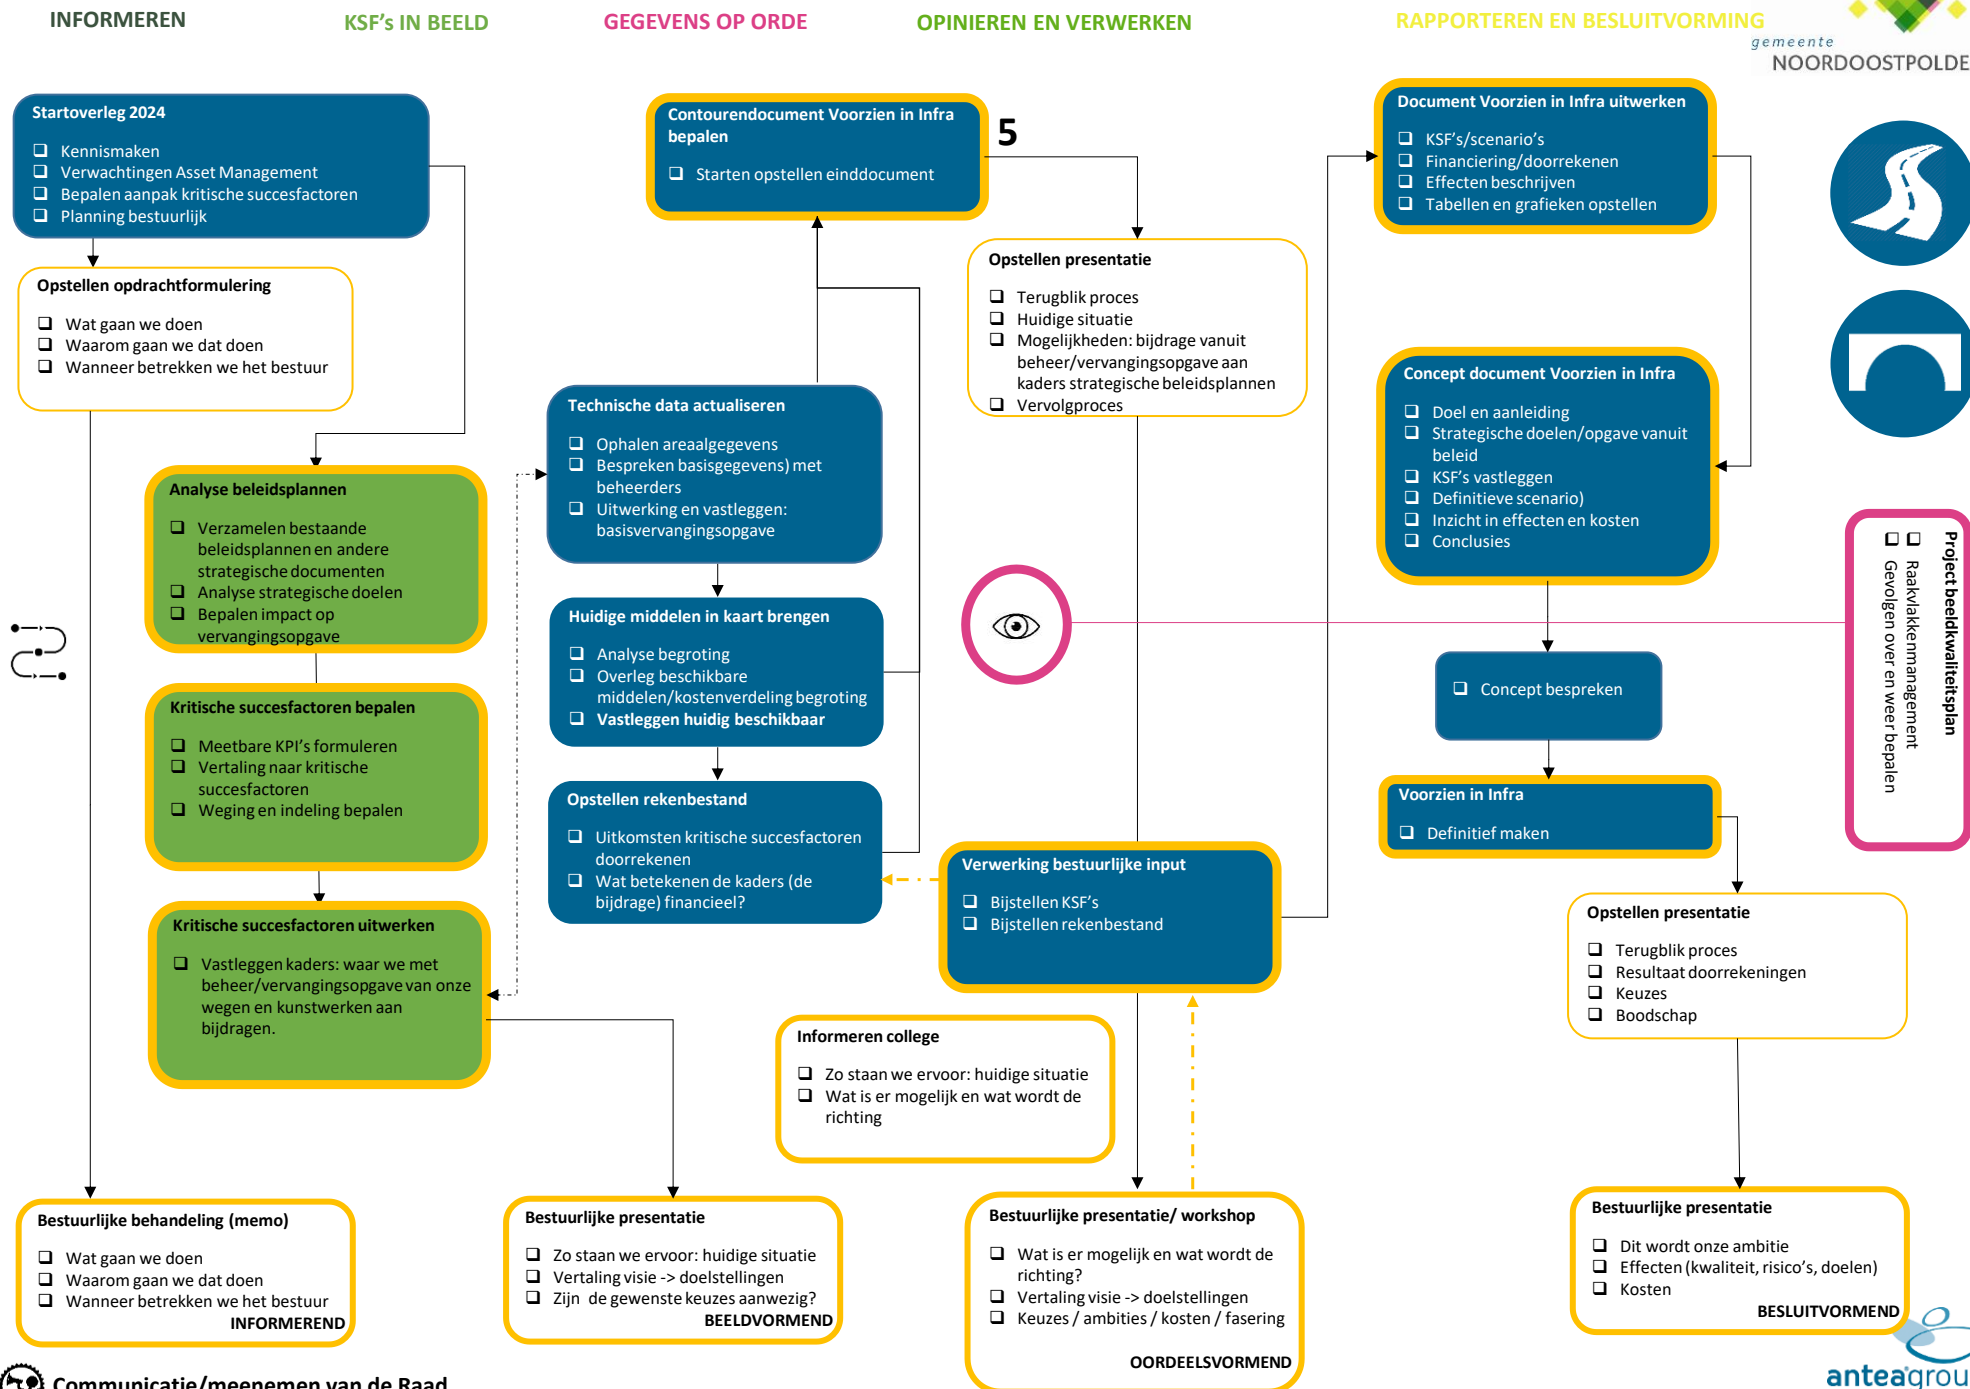 INFORMEREN
KSF's IN BEELD
GEGEVENS OP ORDE
OPINIEREN EN VERWERKEN
RAPPORTEREN EN BESLUITVORMING
gemeente
NOORDOOSTPOLDE
Startoverleg 2024
Kennismaken
Verwachtingen Asset Management
Bepalen aanpak kritische succesfactoren
Planning bestuurlijk
Opstellen opdrachtformulering
Wat gaan we doen
Waarom gaan we dat doen
Wanneer betrekken we het bestuur
Analyse beleidsplannen
Verzamelen bestaande
beleidsplannen en andere
strategische documenten
Analyse strategische doelen
Bepalen impact op
vervangingsopgave
Kritische succesfactoren bepalen
Meetbare KPI's formuleren
Vertaling naar kritische
succesfactoren
Weging en indeling bepalen
Kritische succesfactoren uitwerken
Vastleggen kaders: waar we met
beheer/vervangingsopgave van onze
wegen en kunstwerken aan
bijdragen.
Bestuurlijke behandeling (memo)
Wat gaan we doen
Waarom gaan we dat doen
Wanneer betrekken we het bestuur
INFORMEREND
Contourendocument Voorzien in Infra
bepalen
Starten opstellen einddocument
5
Technische data actualiseren
Ophalen areaalgegevens
Bespreken basisgegevens) met
beheerders
Uitwerking en vastleggen:
basisvervangingsopgave
Huidige middelen in kaart brengen
Analyse begroting
Overleg beschikbare
middelen/kostenverdeling begroting
Vastleggen huidig beschikbaar
Opstellen rekenbestand
Uitkomsten kritische succesfactoren
doorrekenen
Wat betekenen de kaders (de
bijdrage) financieel?
Bestuurlijke presentatie
Zo staan we ervoor: huidige situatie
Vertaling visie -> doelstellingen
Zijn de gewenste keuzes aanwezig?
BEELDVORMEND
Opstellen presentatie
Terugblik proces
Huidige situatie
Mogelijkheden: bijdrage vanuit
beheer/vervangingsopgave aan
kaders strategische beleidsplannen
Vervolgproces
Verwerking bestuurlijke input
Bijstellen KSF's
Bijstellen rekenbestand
Informeren college
Zo staan we ervoor: huidige situatie
Wat is er mogelijk en wat wordt de
richting
Bestuurlijke presentatie/ workshop
Wat is er mogelijk en wat wordt de
richting?
Vertaling visie -> doelstellingen
Keuzes / ambities / kosten / fasering
OORDEELSVORMEND
Document Voorzien in Infra uitwerken
KSF's/scenario's
Financiering/doorrekenen
Effecten beschrijven
Tabellen en grafieken opstellen
Concept document Voorzien in Infra
Doel en aanleiding
Strategische doelen/opgave vanuit
beleid
KSF's vastleggen
Definitieve scenario)
Inzicht in effecten en kosten
Conclusies
Concept bespreken
Voorzien in Infra
Definitief maken
Opstellen presentatie
Terugblik proces
Resultaat doorrekeningen
Keuzes
Boodschap
Bestuurlijke presentatie
Dit wordt onze ambitie
Effecten (kwaliteit, risico's, doelen)
Kosten
BESLUITVORMEND
Project beeldkwaliteitsplan
Raakvlakkenmanagement
Gevolgen over en weer bepalen
Communicatie/meenemen van de Raad
anteagrou